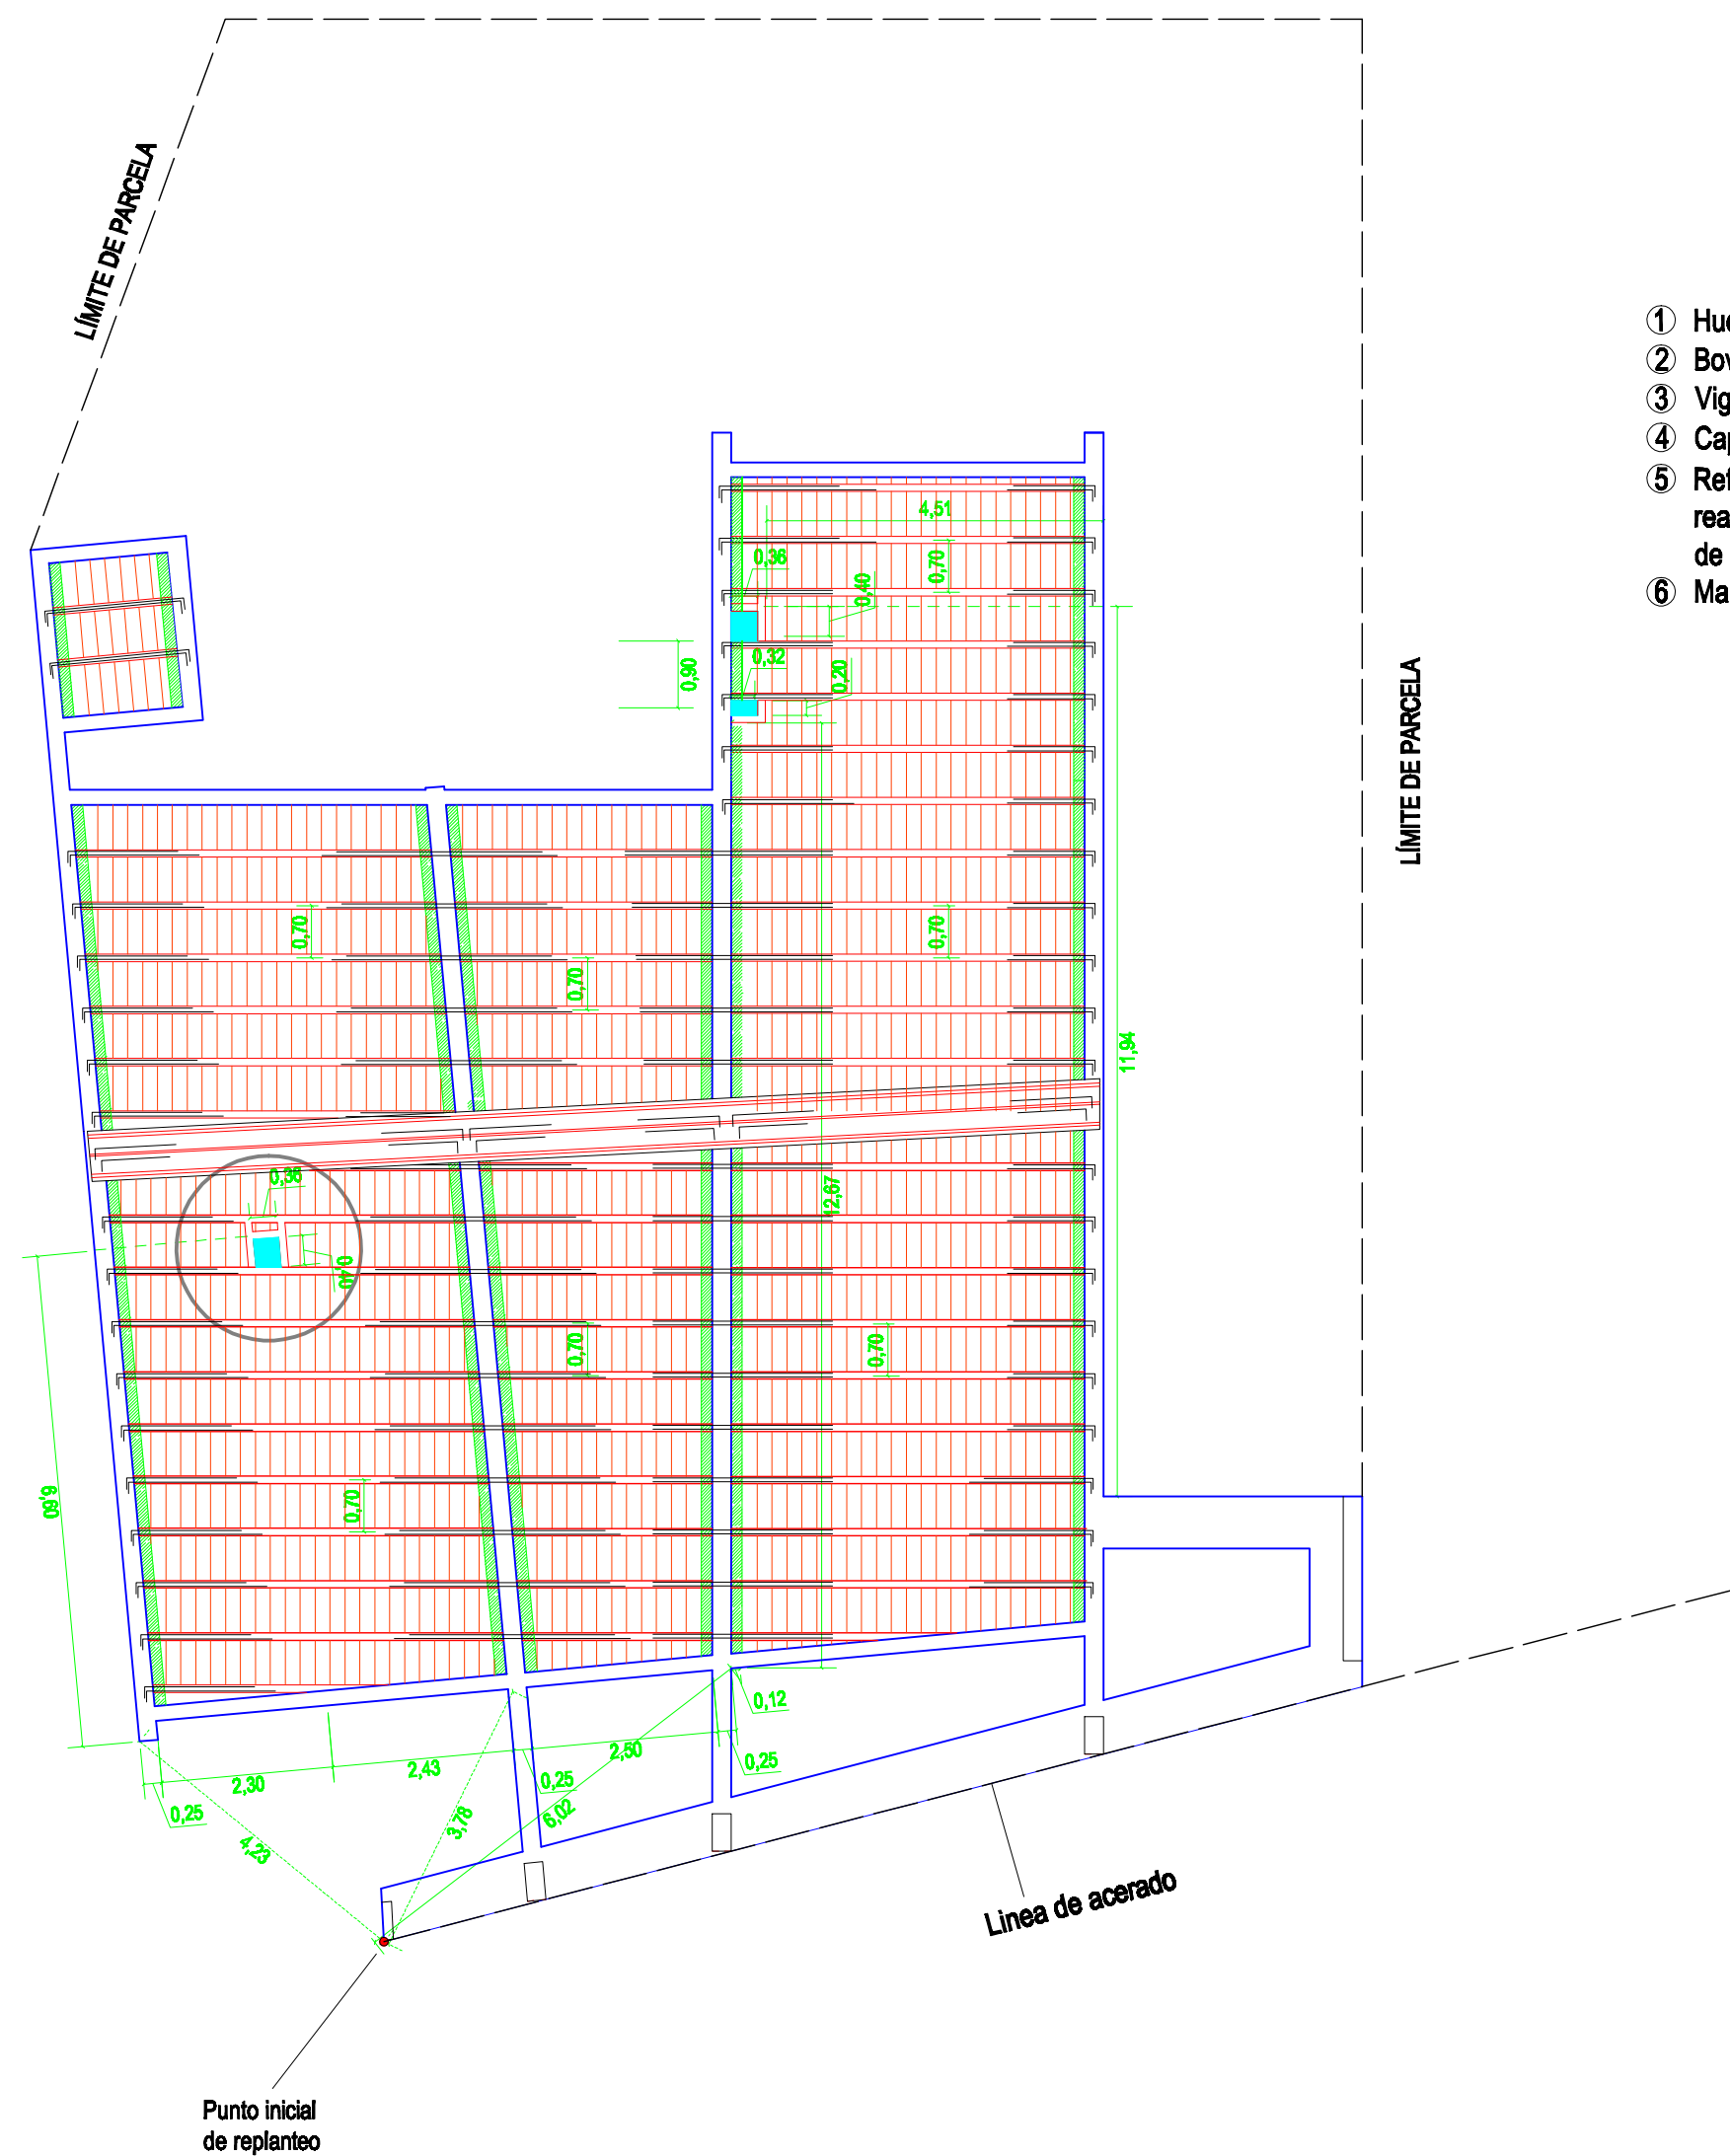 LÍMITE DE PARCELA
① Hue
② Bov
③ Vig
④ Cap
⑤ Ref
rea
de
⑥ Ma
4,51
0,36
0,70
0,40
0,90
0,32
0,20
LÍMITE DE PARCELA
0,70
0,70
0,70
11,94
0,36
12,67
0,40
0,70
0,70
6,60
0,70
0,12
2,30
2,43
0,25
2,50
0,25
0,25
4,23
3,78
6,02
Linea de acerado
Punto inicial
de replanteo